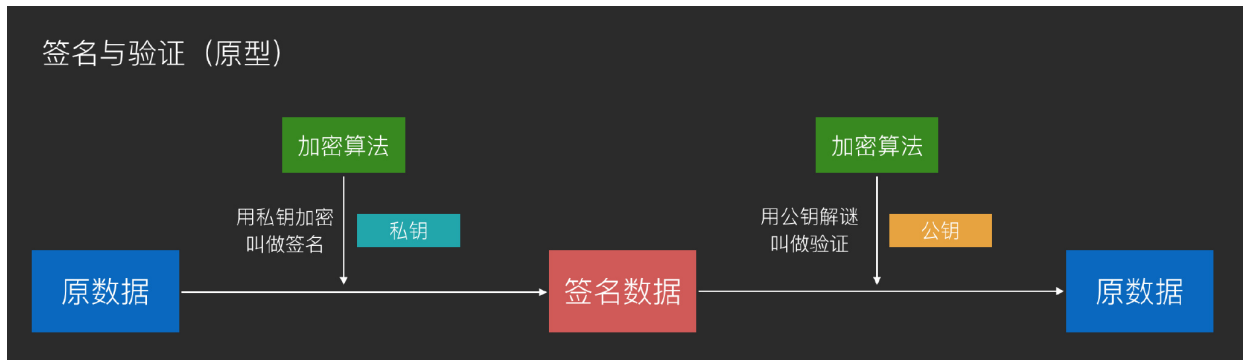 签名与验证（原型）
加密算法
加密算法
用私钥加密
叫做签名
私钥
用公钥解谜
叫做验证
公钥
原数据
签名数据
原数据